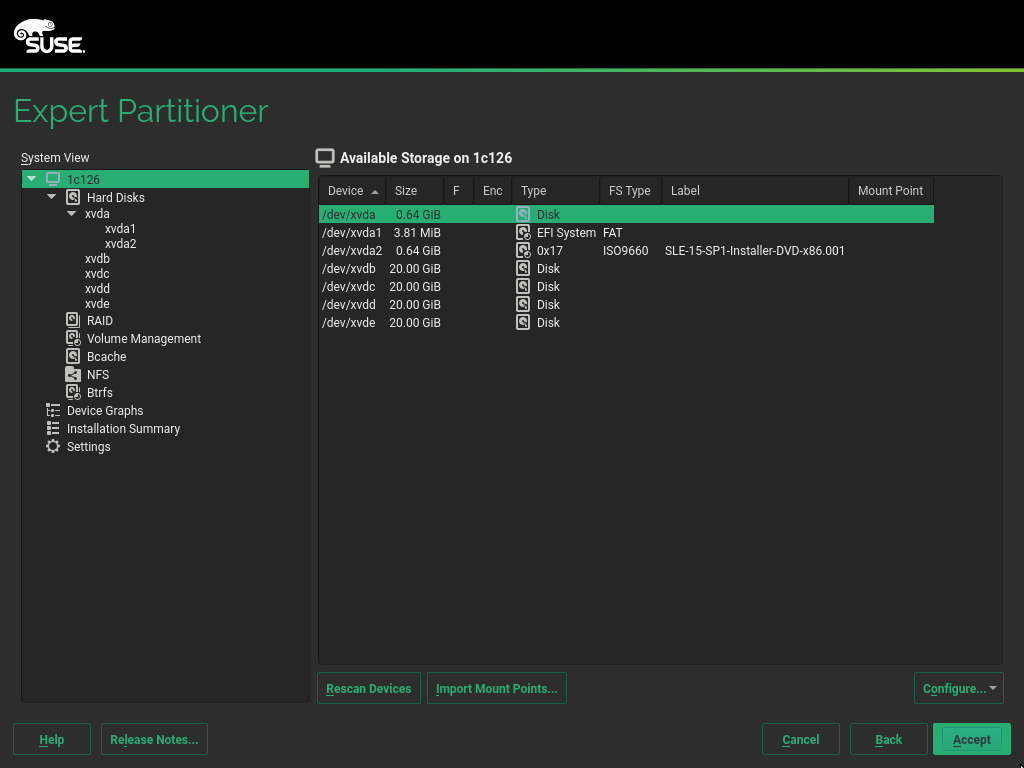 SUSE.
Expert Partitioner
System View
1c126
Hard Disks
xvda
xvda1
xvda2
xvdb
xvdc
xvdd
xvde
RAID
Volume Management
Bcache
NFS
Btrfs
Device Graphs
Installation Summary
Settings
Available Storage on 1c126
Device Size F Enc Type FS Type Label Mount Point
/dev/xvda 0.64 GiB Disk
/dev/xvda1 3.81 MiB EFI System FAT
/dev/xvda2 0.64 GiB 0x17 ISO9660 SLE-15-SP1-Installer-DVD-x86.001
/dev/xvdb 20.00 GiB Disk
/dev/xvdc 20.00 GiB Disk
/dev/xvdd 20.00 GiB Disk
/dev/xvde 20.00 GiB Disk
Rescan Devices Import Mount Points... Configure...
Help Release Notes... Cancel Back Accept